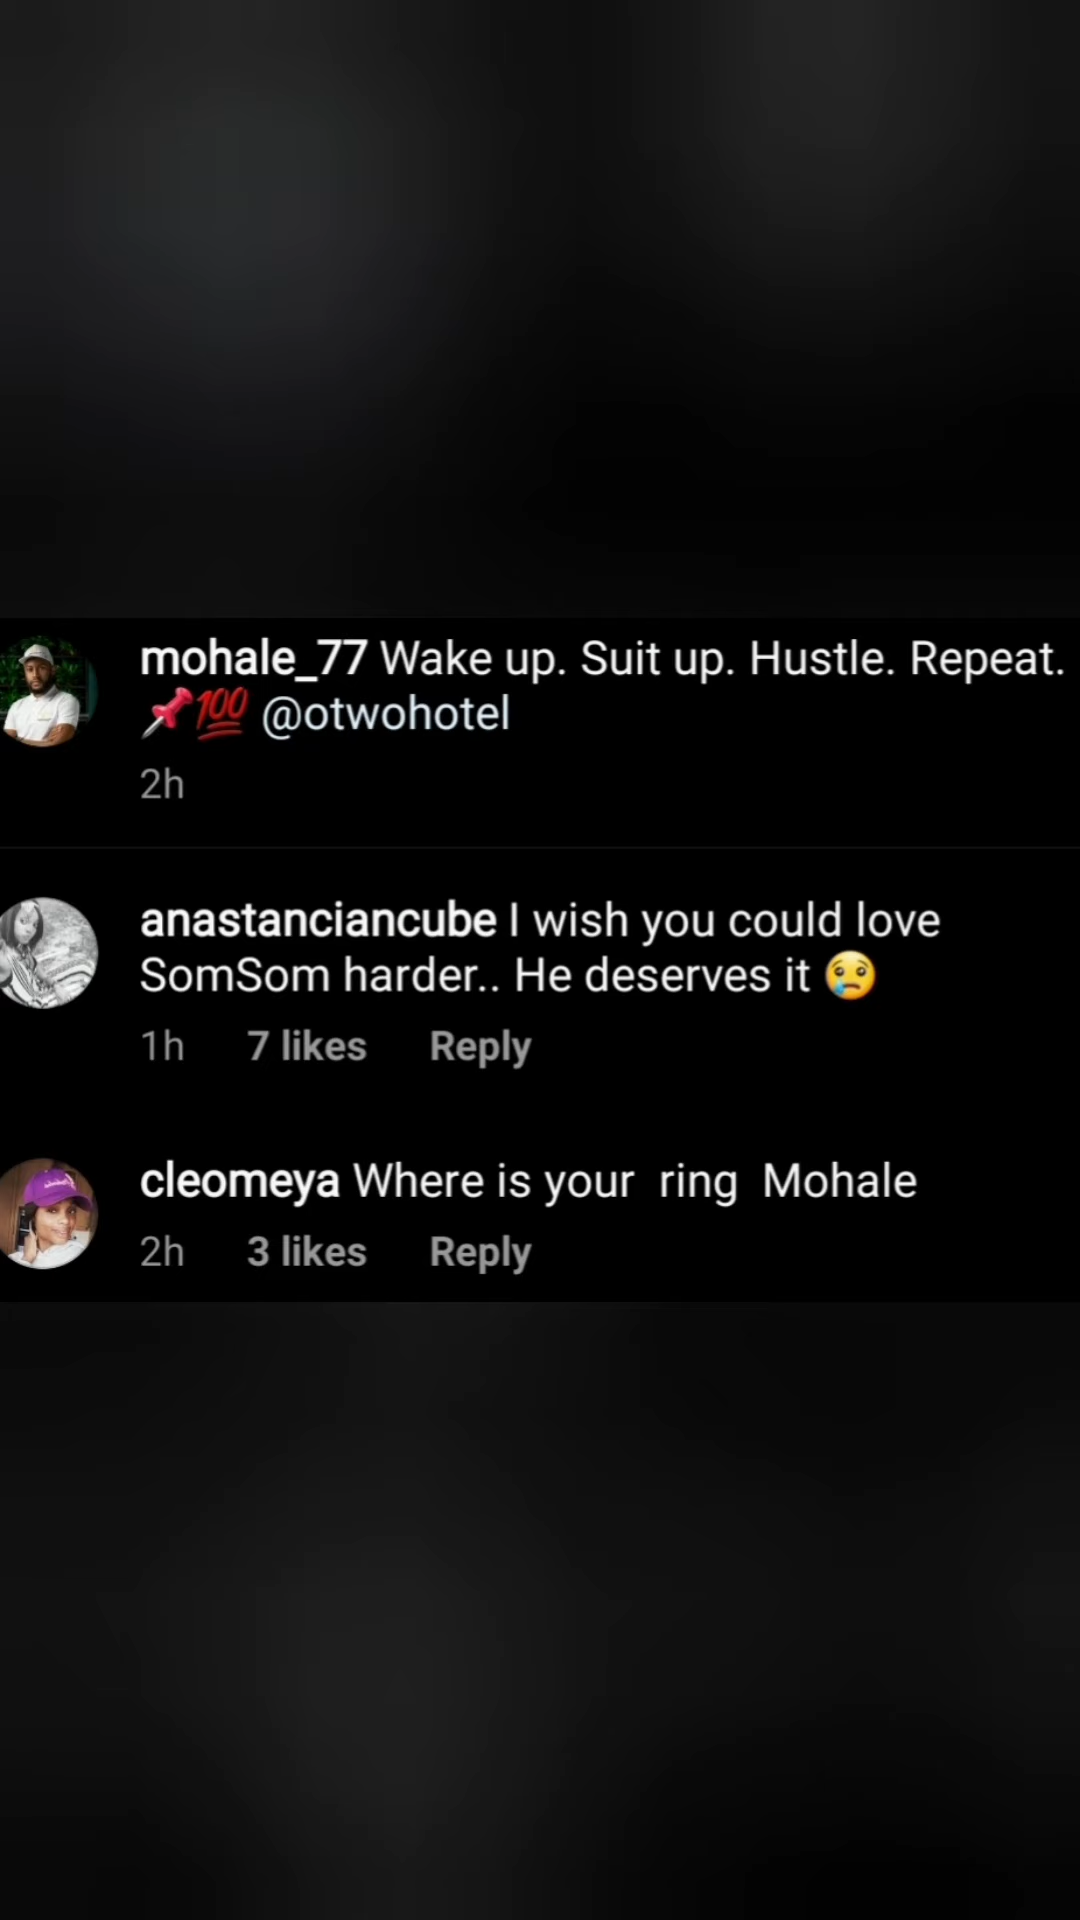 mohale_77 Wake up. Suit up. Hustle. Repeat.
📌💯 @otwohotel
2h
anastanciancube I wish you could love
SomSom harder.. He deserves it 😢
1h 7 likes Reply
cleomeya Where is your ring Mohale
2h 3 likes Reply